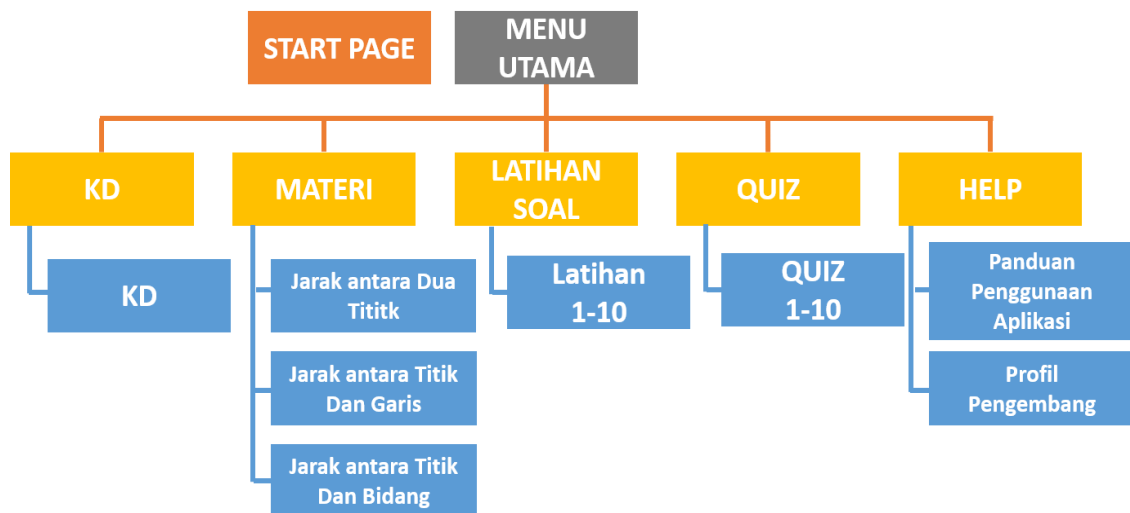 START PAGE
MENU
UTAMA
KD
MATERI
LATIHAN
SOAL
QUIZ
HELP
KD
Jarak antara Dua
Tititk
Jarak antara Titik
Dan Garis
Jarak antara Titik
Dan Bidang
Latihan
1-10
QUIZ
1-10
Panduan
Penggunaan
Aplikasi
Profil
Pengembang